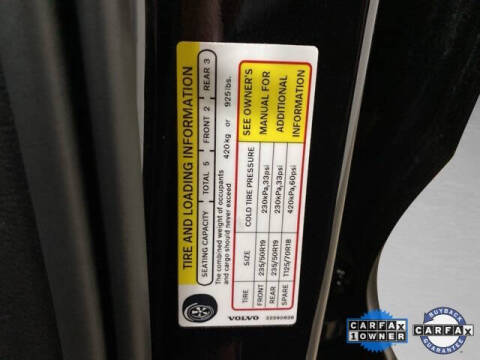 TIRE AND LOADING INFORMATION
SEATING CAPACITY TOTAL 5 FRONT 2 REAR 3
The combined weight of occupants
and cargo should never exceed 420kg or 925lbs.
TIRE SIZE COLD TIRE PRESSURE
FRONT 235/50R19 230kPa,33psi
REAR 235/50R19 230kPa,33psi
SPARE T125/70R18 420kPa,60psi
SEE OWNER'S
MANUAL FOR
ADDITIONAL
INFORMATION
VOLVO
CARFAX
1 OWNER
BUYBACK
CARFAX
GUARANTEE